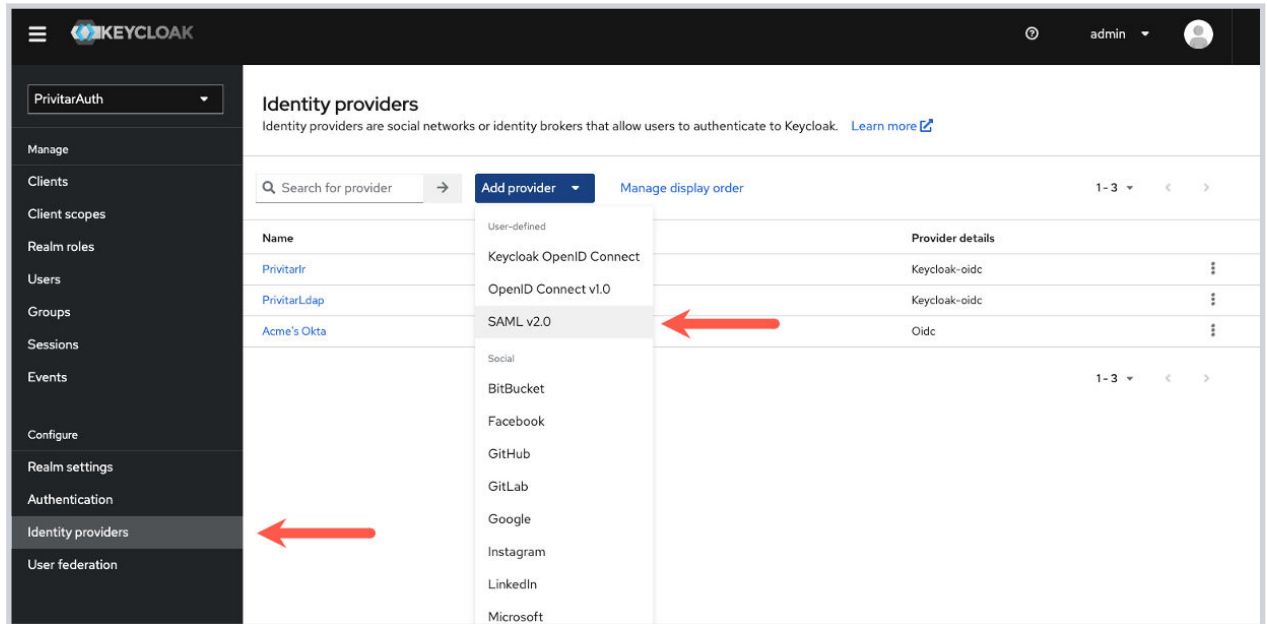 KEYCLOAK
admin
PrivitarAuth
Manage
Clients
Client scopes
Realm roles
Users
Groups
Sessions
Events
Configure
Realm settings
Authentication
Identity providers
User federation
Identity providers
Identity providers are social networks or identity brokers that allow users to authenticate to Keycloak. Learn more
Search for provider
Add provider
Manage display order
1 - 3
User-defined
Keycloak OpenID Connect
OpenID Connect v1.0
SAML v2.0
Social
BitBucket
Facebook
GitHub
GitLab
Google
Instagram
LinkedIn
Microsoft
Name Provider details
PrivitarIr Keycloak-oidc
PrivitarLdap Keycloak-oidc
Acme's Okta Oidc
1 - 3